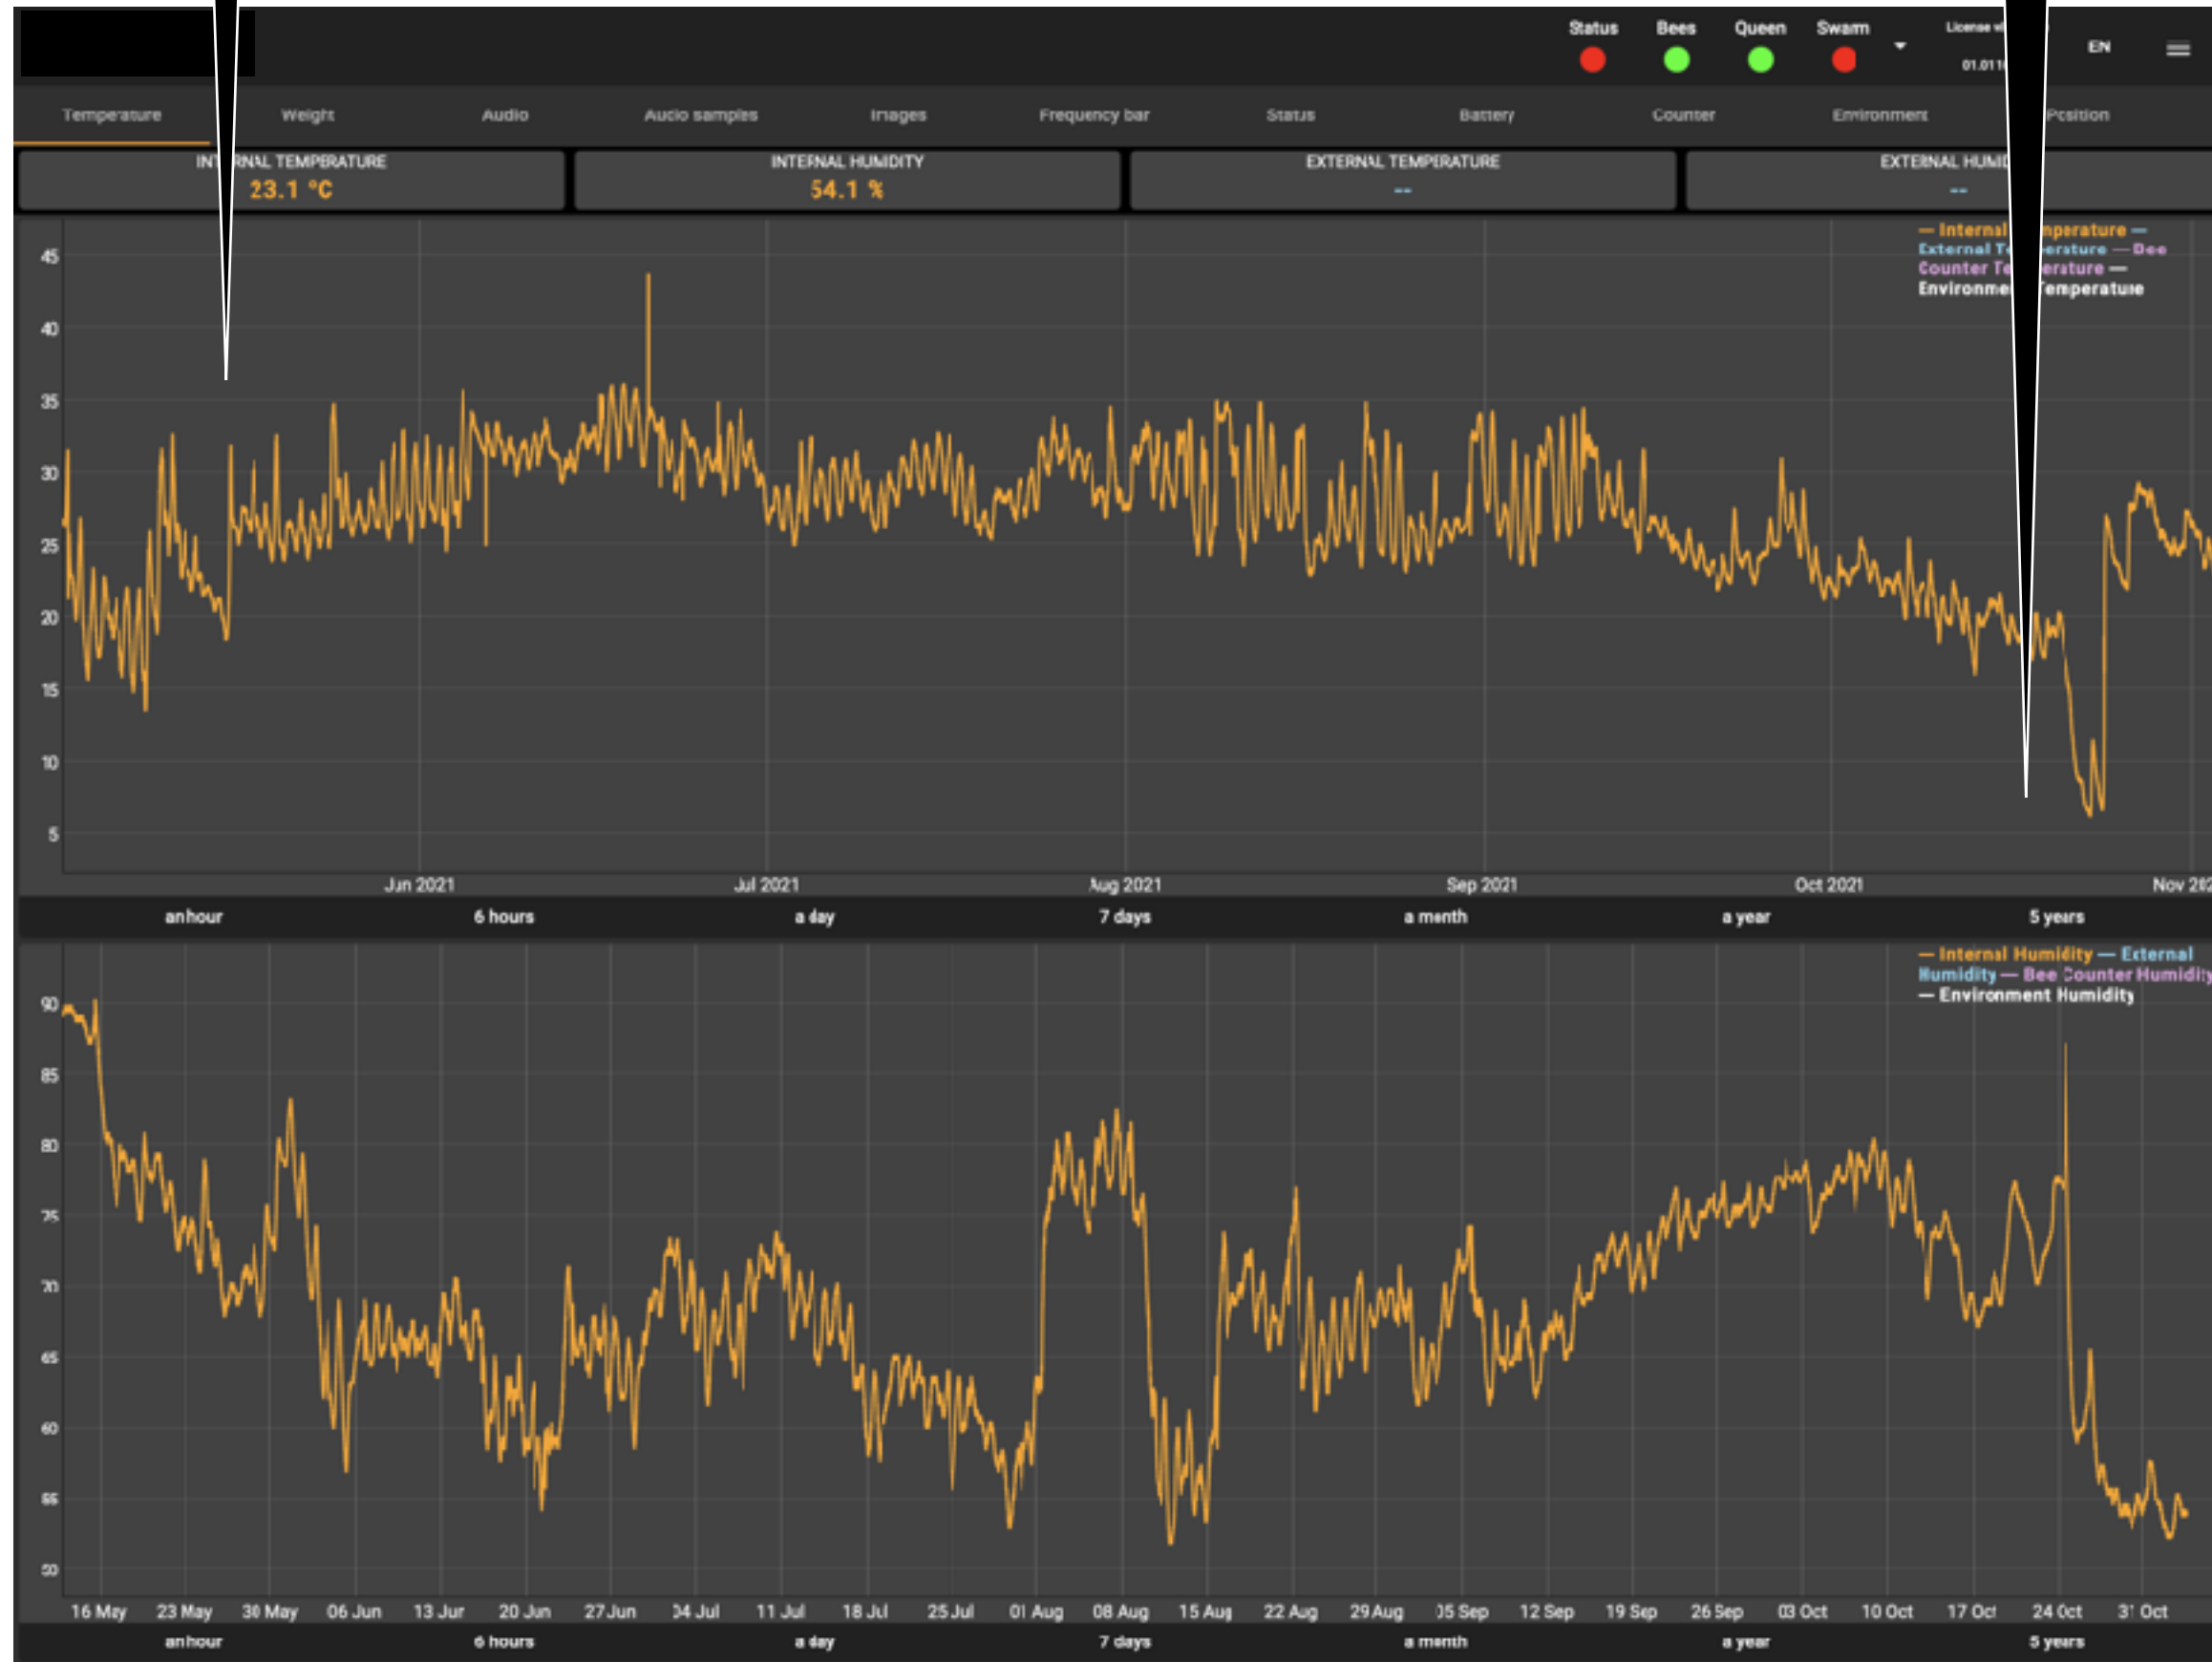 Status Bees Queen Swarm
EN
Temperature Weight Audio Audio samples Images Frequency bar Status Battery Counter Environment Position
TEMPERATURE INTERNAL HUMIDITY EXTERNAL TEMPERATURE EXTERNAL
23.1 °C 54.1 % -- --
— Internal —
External — Bee
Counter —
45
40
35
30
25
20
15
10
5
Jun 2021 Jul 2021 Aug 2021 Sep 2021 Oct 2021 Nov
an hour 6 hours a day 7 days a month a year 5 years
— Internal Humidity — External
Humidity — Bee Counter Humidity
— Environment Humidity
90
85
80
75
70
65
60
55
50
16 May 23 May 30 May 06 Jun 13 Jun 20 Jun 27 Jun 04 Jul 11 Jul 18 Jul 25 Jul 01 Aug 08 Aug 15 Aug 22 Aug 29 Aug 05 Sep 12 Sep 19 Sep 26 Sep 03 Oct 10 Oct 17 Oct 24 Oct 31 Oct
an hour 6 hours a day 7 days a month a year 5 years